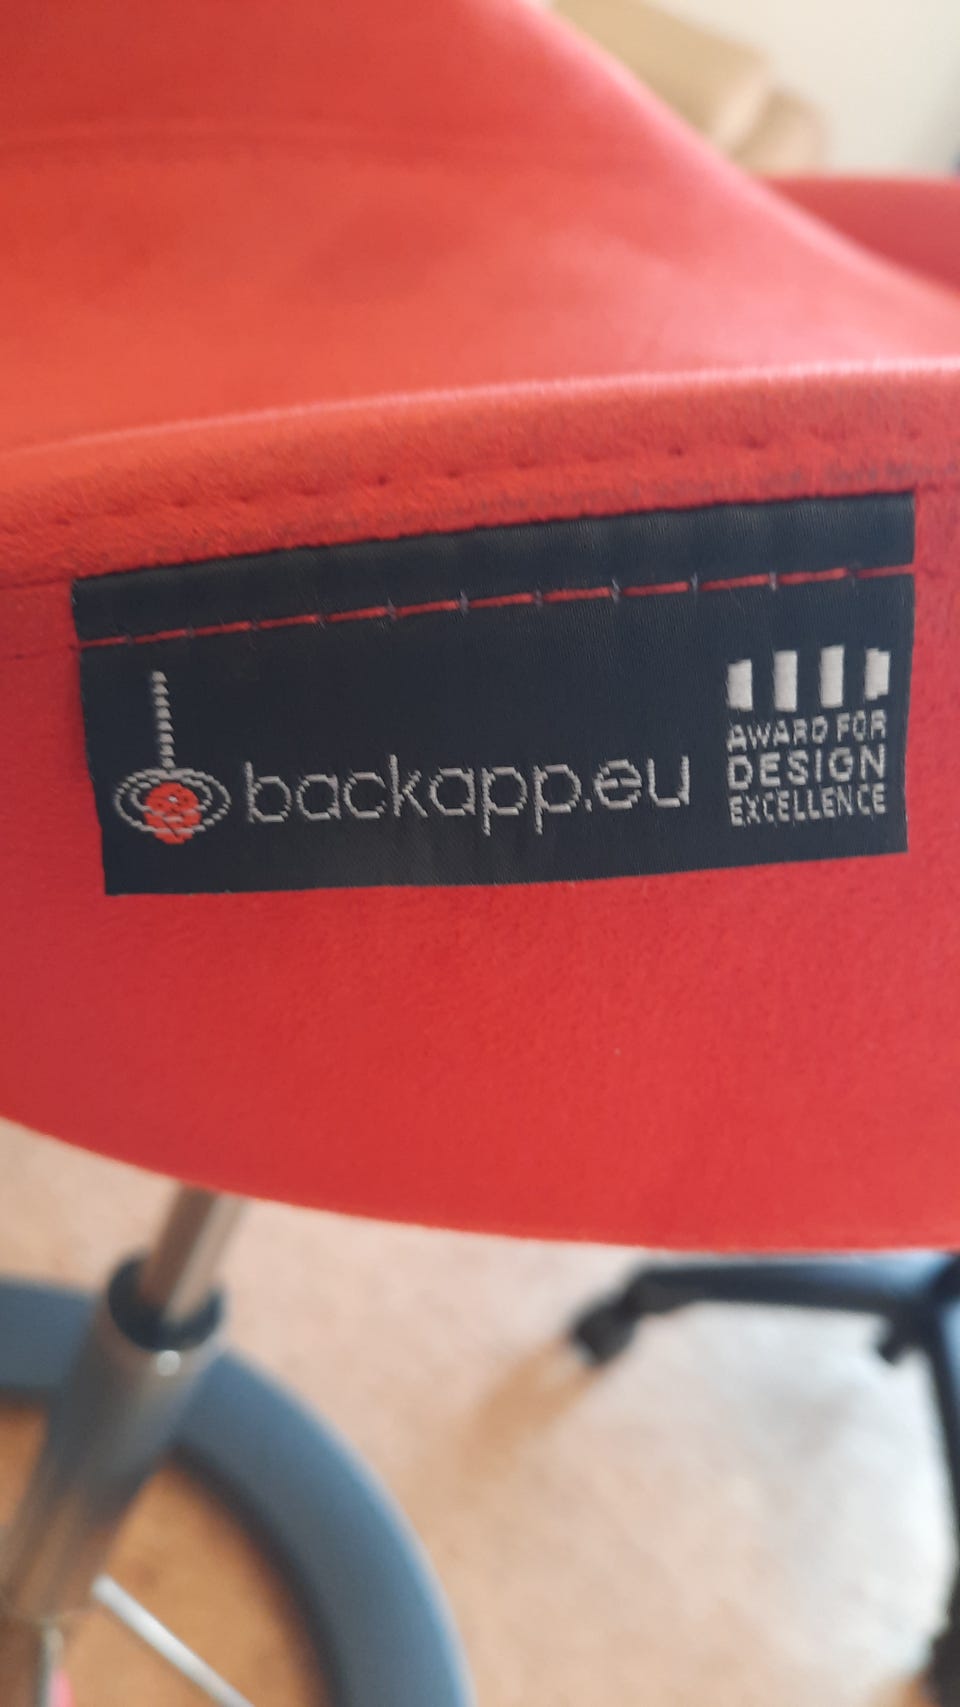 backapp.eu
AWARD FOR
DESIGN
EXCELLENCE